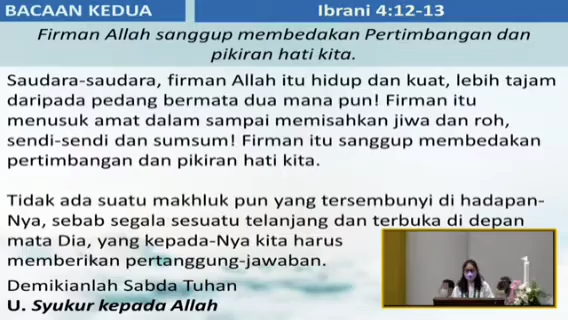 BACAAN KEDUA
Ibrani 4:12-13
Firman Allah sanggup membedakan Pertimbangan dan
pikiran hati kita.
Saudara-saudara, firman Allah itu hidup dan kuat, lebih tajam
daripada pedang bermata dua mana pun! Firman itu
menusuk amat dalam sampai memisahkan jiwa dan roh,
sendi-sendi dan sumsum! Firman itu sanggup membedakan
pertimbangan dan pikiran hati kita.
Tidak ada suatu makhluk pun yang tersembunyi di hadapan-
Nya, sebab segala sesuatu telanjang dan terbuka di depan
mata Dia, yang kepada-Nya kita harus
memberikan pertanggung-jawaban.
Demikianlah Sabda Tuhan
U. Syukur kepada Allah